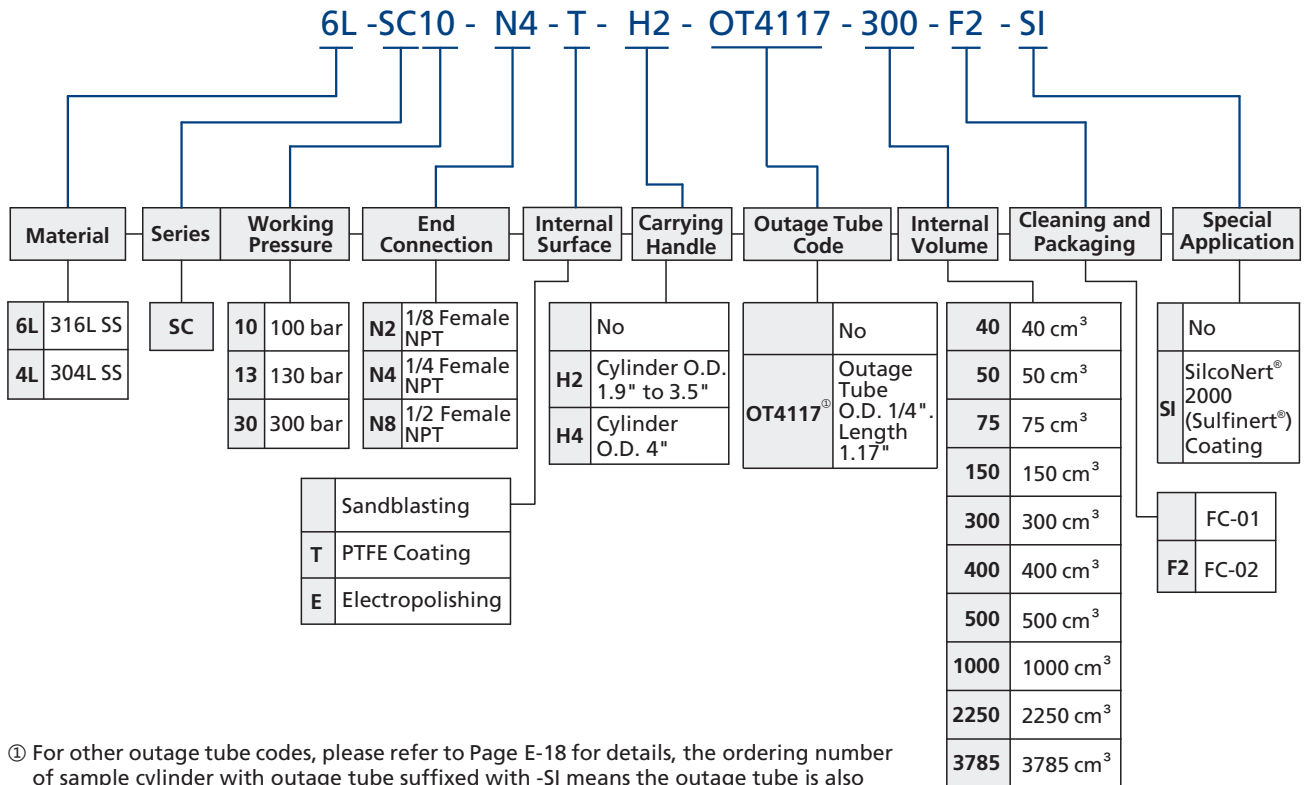 6L -SC10 - N4 - T - H2 - OT4117 - 300 - F2 - SI
Material
Series
Working
Pressure
End
Connection
Internal
Surface
Carrying
Handle
Outage Tube
Code
Internal
Volume
Cleaning and
Packaging
Special
Application
6L 316L SS
4L 304L SS
SC
10 100 bar
13 130 bar
30 300 bar
N2 1/8 Female
NPT
N4 1/4 Female
NPT
N8 1/2 Female
NPT
Sandblasting
T PTFE Coating
E Electropolishing
No
H2 Cylinder O.D.
1.9" to 3.5"
H4 Cylinder
O.D. 4"
No
OT4117① Outage
Tube
O.D. 1/4".
Length
1.17"
40 40 cm³
50 50 cm³
75 75 cm³
150 150 cm³
300 300 cm³
400 400 cm³
500 500 cm³
1000 1000 cm³
2250 2250 cm³
3785 3785 cm³
FC-01
F2 FC-02
No
SI SilcoNert®
2000
(Sulfinert®)
Coating
① For other outage tube codes, please refer to Page E-18 for details, the ordering number
of sample cylinder with outage tube suffixed with -SI means the outage tube is also